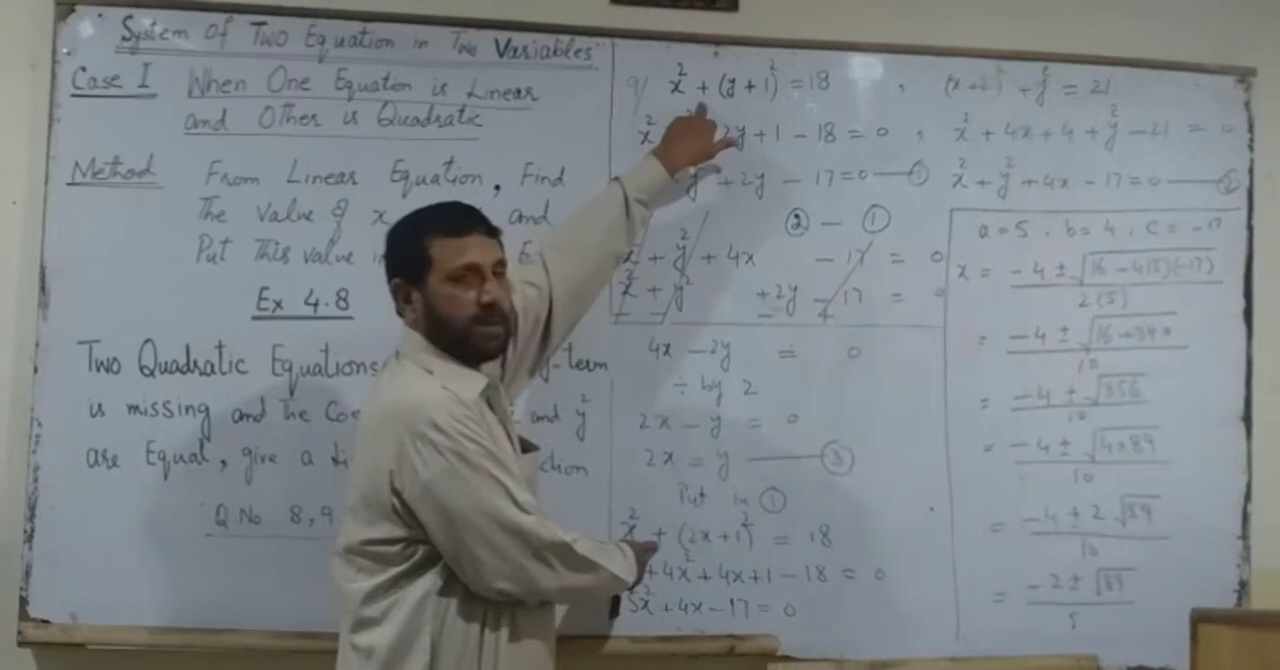 System Of Two Equation in Two Variables
Case I When One Equation is Linear
and Other is Quadratic
Method From Linear Equation, Find
The Value of x and
Put This value
Ex 4.8
Two Quadratic Equations y-term
is missing and The and y²
are Equal, give a
Q.No 8,9
9/ x² + (y+1)² = 18 , (x+2)² + y² = 21
x² 2y + 1 - 18 = 0 , x² + 4x + 4 + y² - 21 = 0
y² + 2y - 17 = 0 — ① x² + y² + 4x - 17 = 0 — ②
② - ①
x² + y² + 4x - 17 = 0
x² + y² + 2y - 17 = 0
- - - +
4x - 2y = 0
÷ by 2
2x - y = 0
2x = y — ③
Put in ①
x² + (2x+1)² = 18
+ 4x² + 4x + 1 - 18 = 0
5x² + 4x - 17 = 0
a = 5 , b = 4 , c = -17
x = -4 ± √16 - 4(5)(-17) / 2(5)
= -4 ± √16 + 340 / 10
= -4 ± √356 / 10
= -4 ± √4×89 / 10
= -4 ± 2√89 / 10
= -2 ± √89 / 5